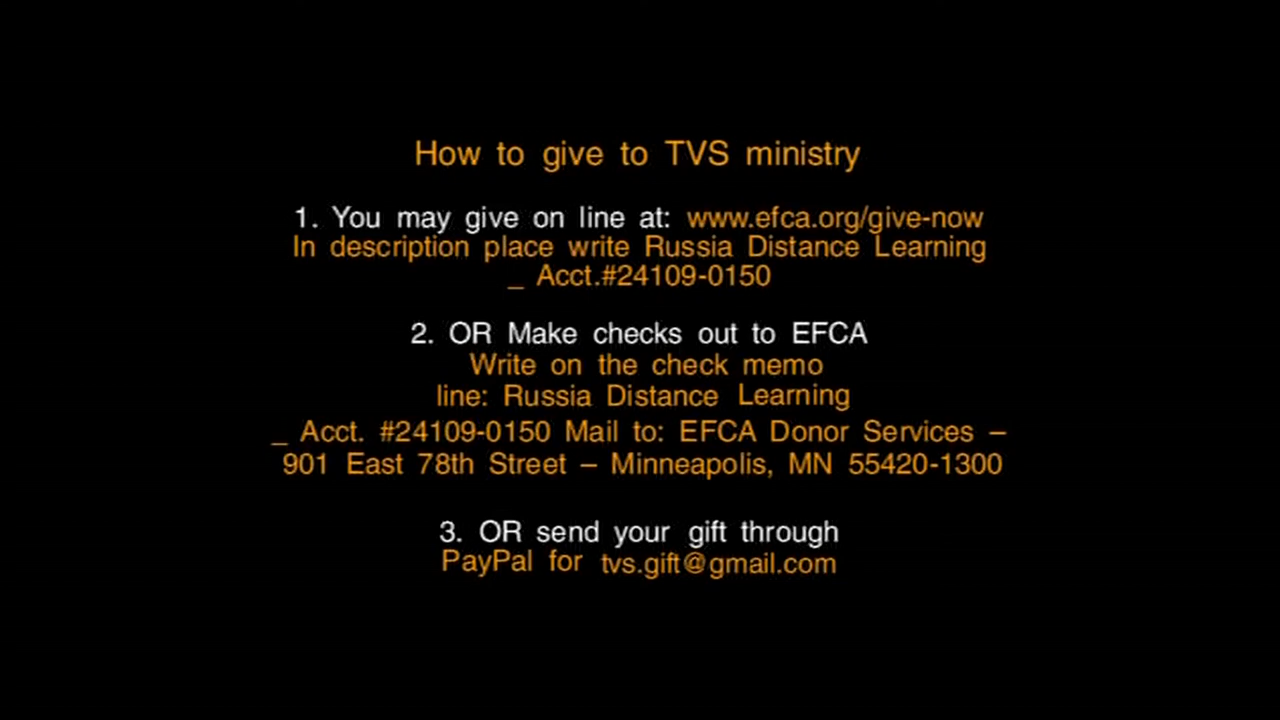 How to give to TVS ministry
1. You may give on line at: www.efca.org/give-now
In description place write Russia Distance Learning
_ Acct.#24109-0150
2. OR Make checks out to EFCA
Write on the check memo
line: Russia Distance Learning
_ Acct. #24109-0150 Mail to: EFCA Donor Services –
901 East 78th Street – Minneapolis, MN 55420-1300
3. OR send your gift through
PayPal for tvs.gift@gmail.com